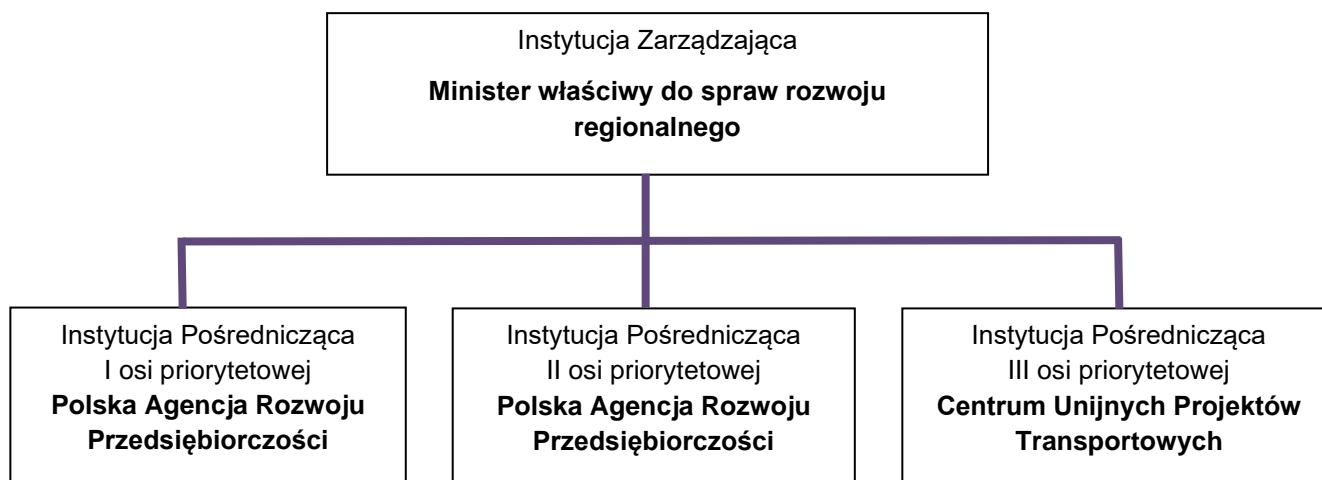 Instytucja Zarządzająca
Minister właściwy do spraw rozwoju
regionalnego
Instytucja Pośrednicząca
I osi priorytetowej
Polska Agencja Rozwoju
Przedsiębiorczości
Instytucja Pośrednicząca
II osi priorytetowej
Polska Agencja Rozwoju
Przedsiębiorczości
Instytucja Pośrednicząca
III osi priorytetowej
Centrum Unijnych Projektów
Transportowych